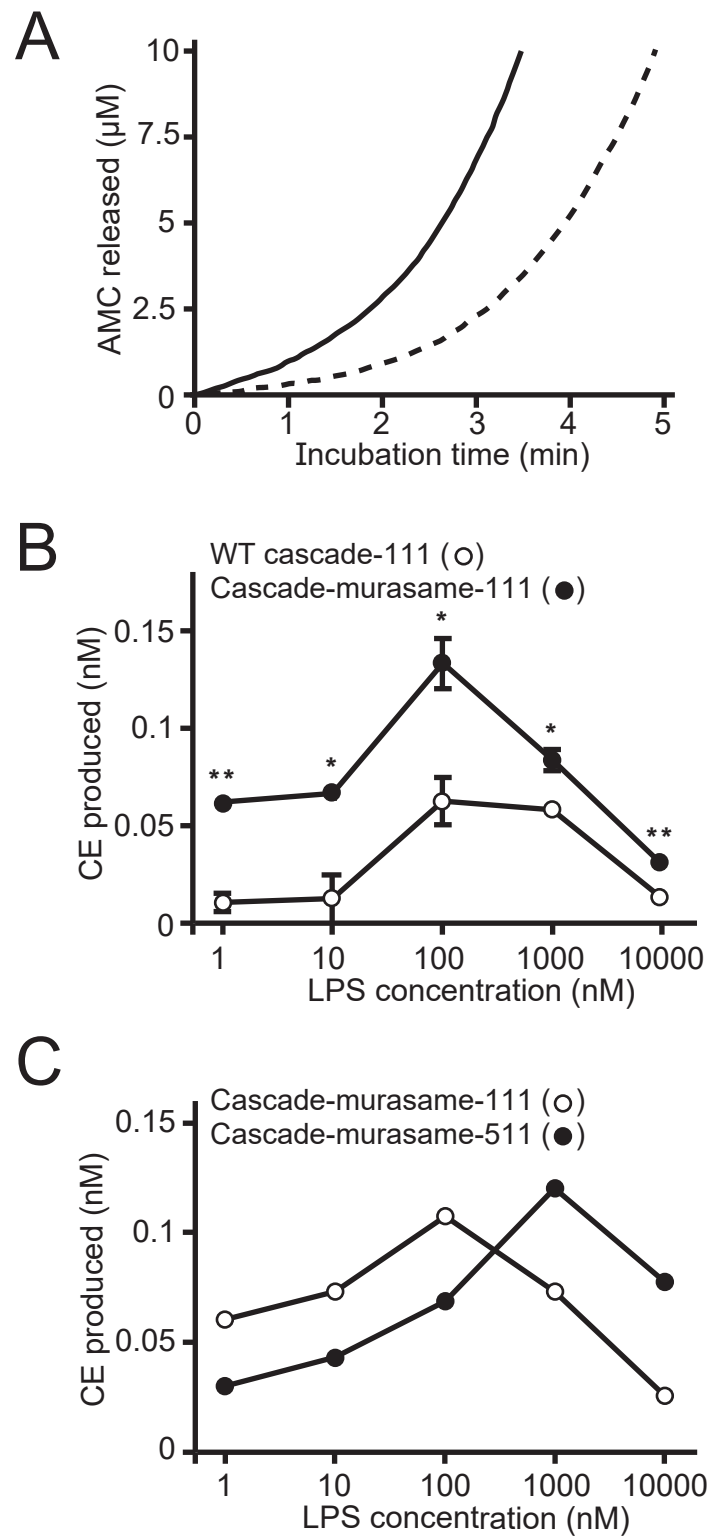 A
10
7.5
5
2.5
0
AMC released (μM)
0 1 2 3 4 5
Incubation time (min)
B
WT cascade-111 (○)
Cascade-murasame-111 (●)
0.15
0.1
0.05
0
CE produced (nM)
**
*
*
*
**
1 10 100 1000 10000
LPS concentration (nM)
C
Cascade-murasame-111 (○)
Cascade-murasame-511 (●)
0.15
0.1
0.05
0
CE produced (nM)
1 10 100 1000 10000
LPS concentration (nM)